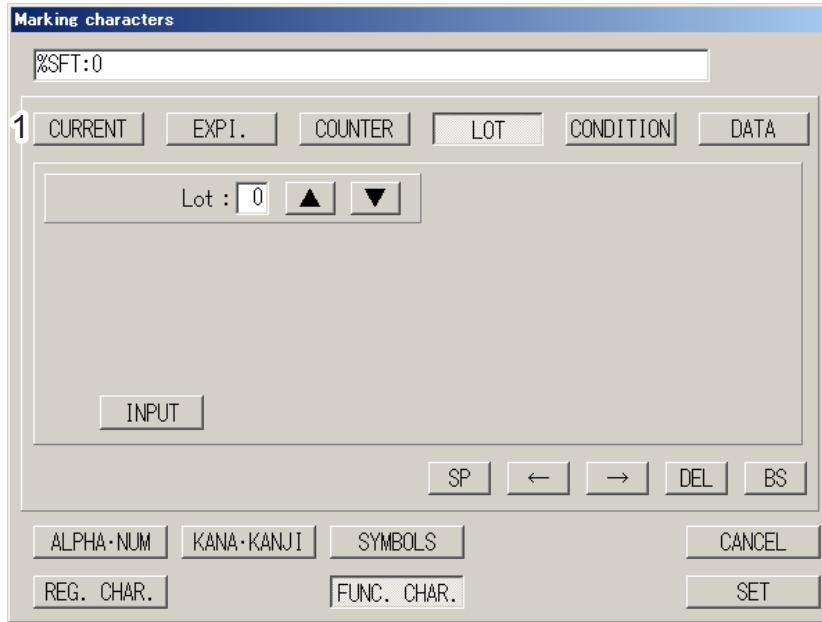 Marking characters
%SFT:0
1 CURRENT EXPI. COUNTER LOT CONDITION DATA
Lot : 0 ▲ ▼
INPUT
SP ← → DEL BS
ALPHA·NUM KANA·KANJI SYMBOLS CANCEL
REG. CHAR. FUNC. CHAR. SET